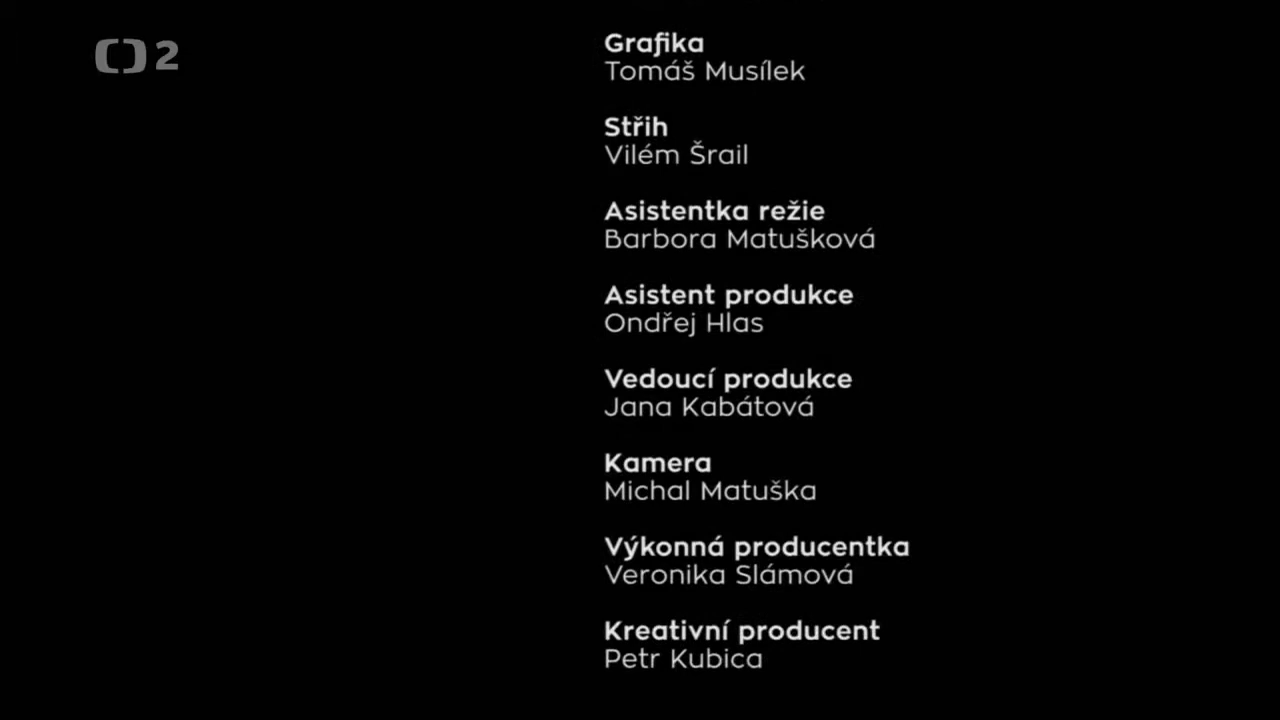 2
Grafika
Tomáš Musílek
Střih
Vilém Šrail
Asistentka režie
Barbora Matušková
Asistent produkce
Ondřej Hlas
Vedoucí produkce
Jana Kabátová
Kamera
Michal Matuška
Výkonná producentka
Veronika Slámová
Kreativní producent
Petr Kubica